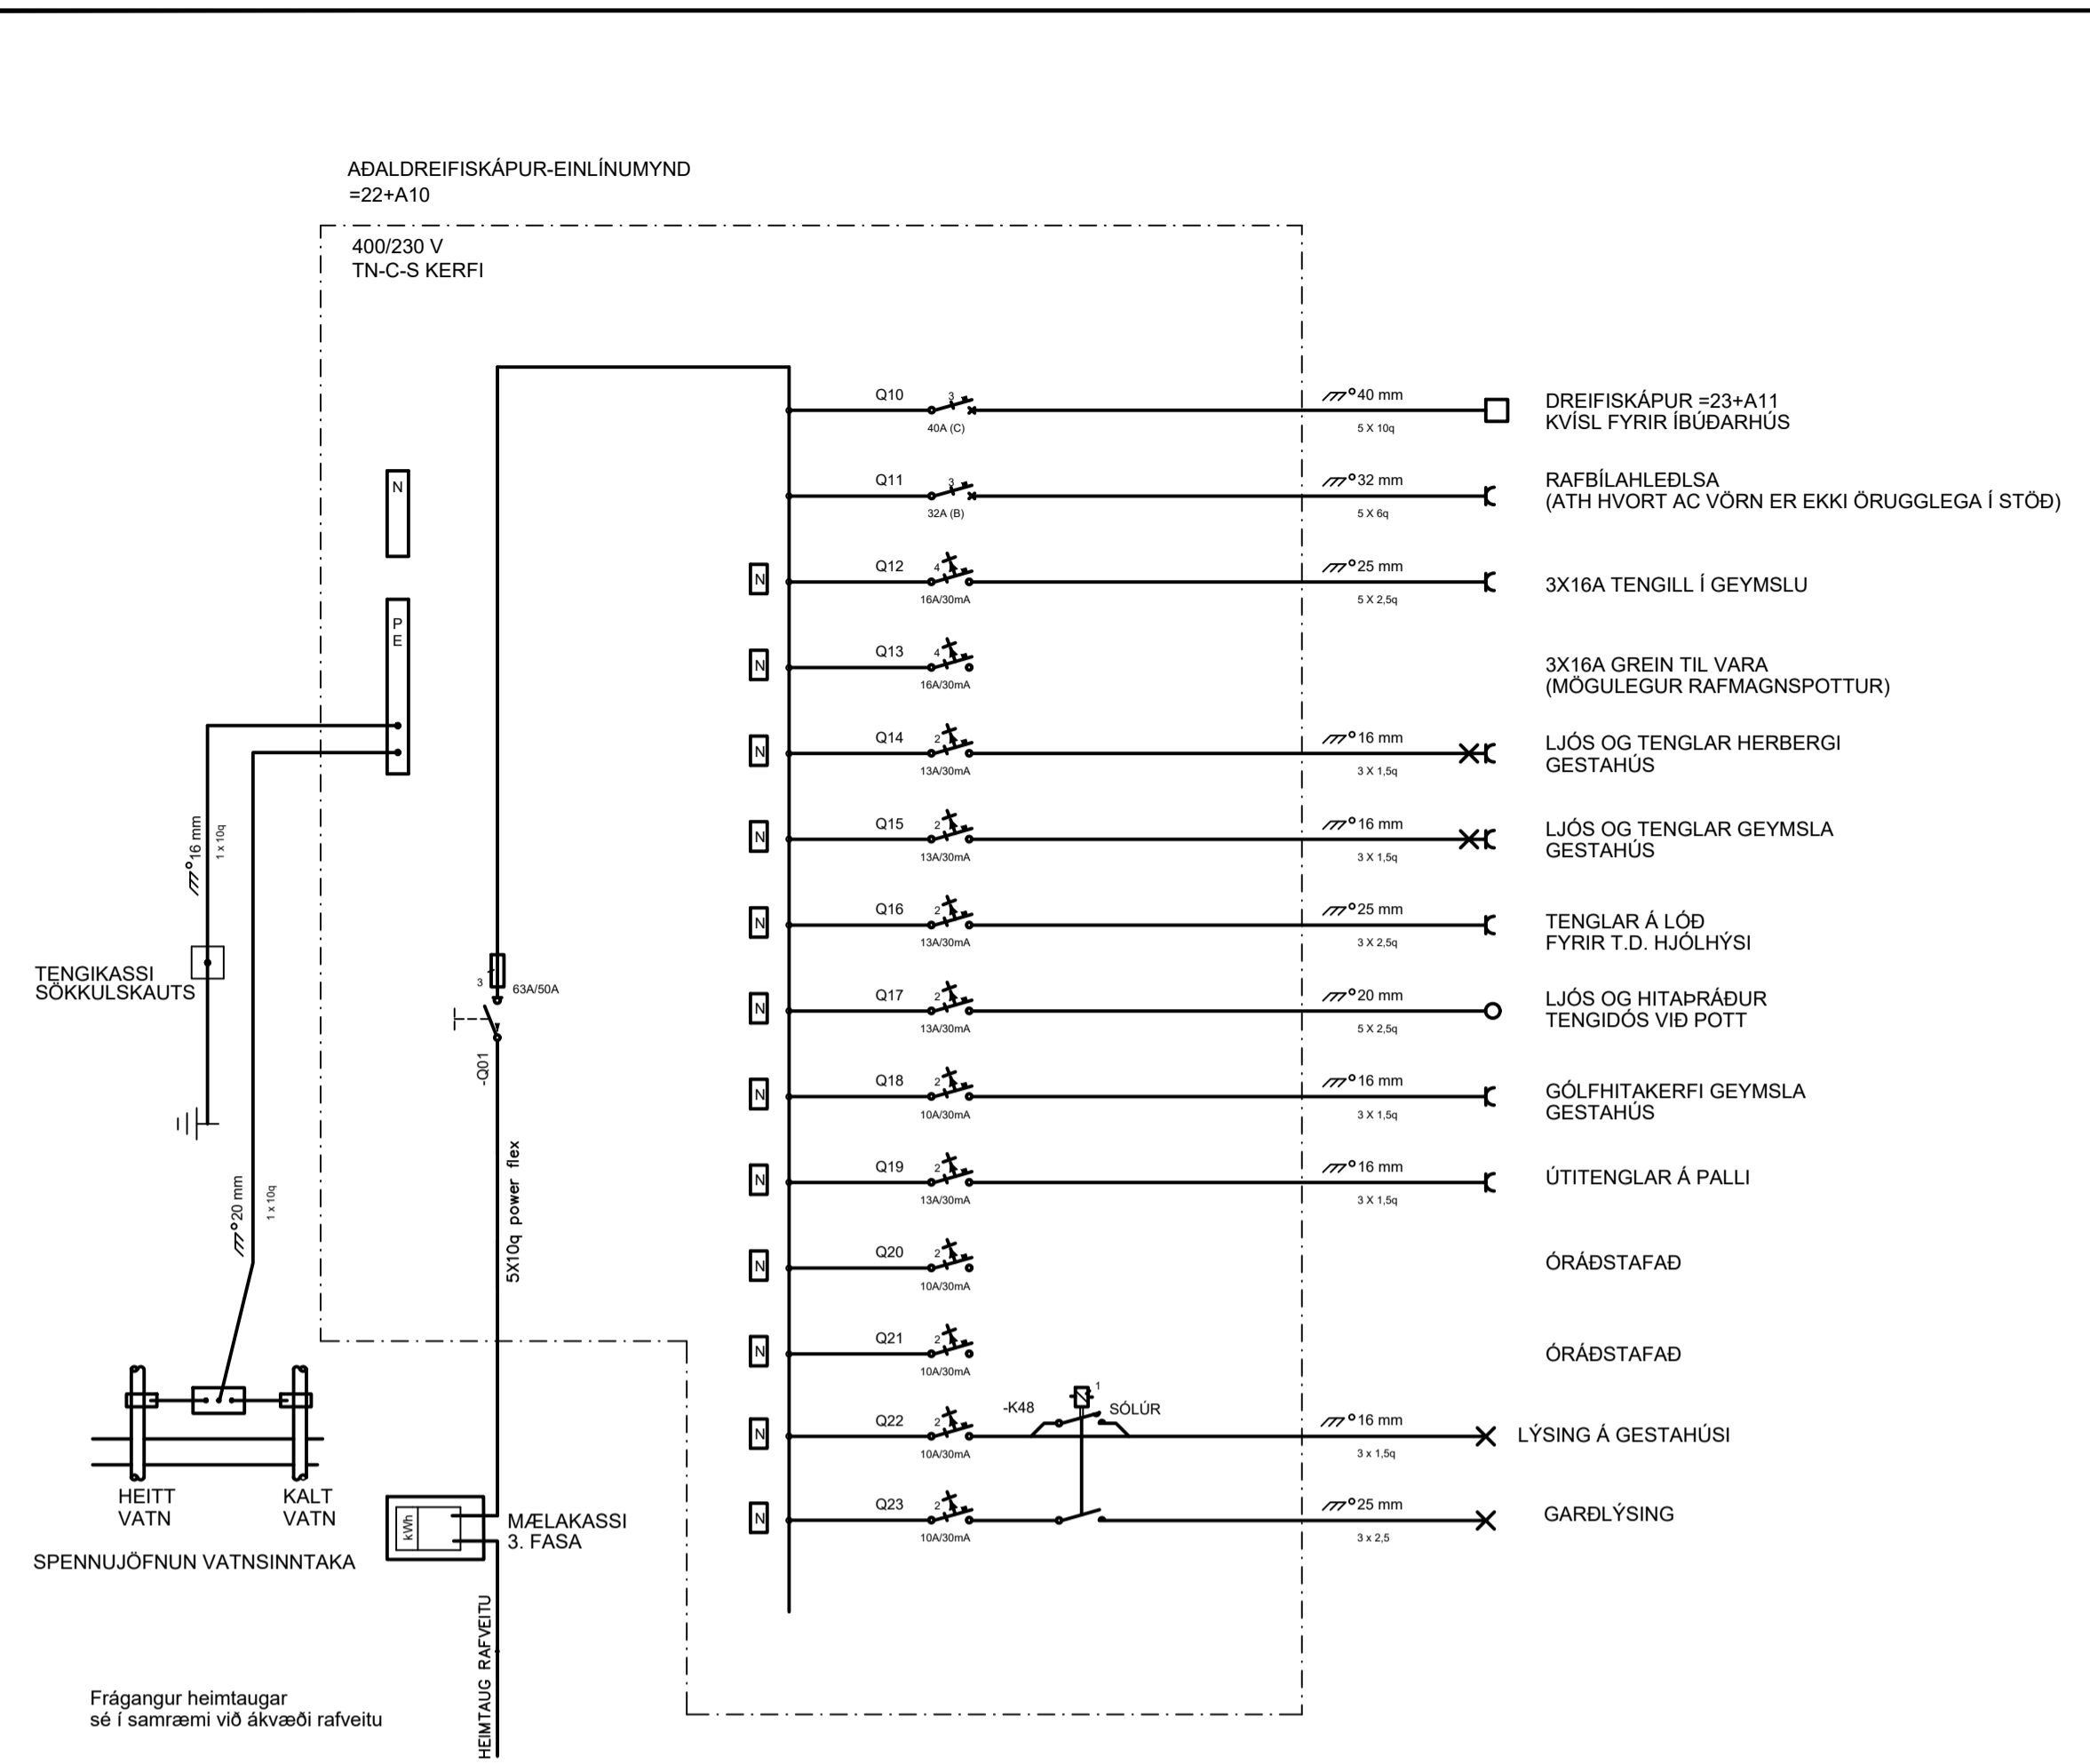 AÐALDREIFISKÁPUR-EINLÍNUMYND
=22+A10
400/230 V
TN-C-S KERFI
N
P
E
16 mm
1 x 10q
TENGIKASSI
SÖKKULSKAUTS
20 mm
1 x 10q
HEITT
VATN
KALT
VATN
SPENNUJÖFNUN VATNSINNTAKA
Frágangur heimtaugar
sé í samræmi við ákvæði rafveitu
3
63A/50A
-Q01
5X10q power flex
kWh
MÆLAKASSI
3. FASA
HEIMTAUG RAFVEITU
Q10
3
40A (C)
40 mm
5 X 10q
DREIFISKÁPUR =23+A11
KVÍSL FYRIR ÍBÚÐARHÚS
Q11
3
32A (B)
32 mm
5 X 6q
RAFBÍLAHLEÐLSA
(ATH HVORT AC VÖRN ER EKKI ÖRUGGLEGA Í STÖÐ)
N
Q12
4
16A/30mA
25 mm
5 X 2,5q
3X16A TENGILL Í GEYMSLU
N
Q13
4
16A/30mA
3X16A GREIN TIL VARA
(MÖGULEGUR RAFMAGNSPOTTUR)
N
Q14
2
13A/30mA
16 mm
3 X 1,5q
LJÓS OG TENGLAR HERBERGI
GESTAHÚS
N
Q15
2
13A/30mA
16 mm
3 X 1,5q
LJÓS OG TENGLAR GEYMSLA
GESTAHÚS
N
Q16
2
13A/30mA
25 mm
3 X 2,5q
TENGLAR Á LÓÐ
FYRIR T.D. HJÓLHÝSI
N
Q17
2
13A/30mA
20 mm
5 X 2,5q
LJÓS OG HITAÞRÁÐUR
TENGIDÓS VIÐ POTT
N
Q18
2
10A/30mA
16 mm
3 X 1,5q
GÓLFHITAKERFI GEYMSLA
GESTAHÚS
N
Q19
2
13A/30mA
16 mm
3 X 1,5q
ÚTITENGLAR Á PALLI
N
Q20
2
10A/30mA
ÓRÁÐSTAFAÐ
N
Q21
2
10A/30mA
ÓRÁÐSTAFAÐ
N
Q22
2
10A/30mA
-K48
1
SÓLÚR
16 mm
3 x 1,5q
LÝSING Á GESTAHÚSI
N
Q23
2
10A/30mA
25 mm
3 x 2,5
GARÐLÝSING